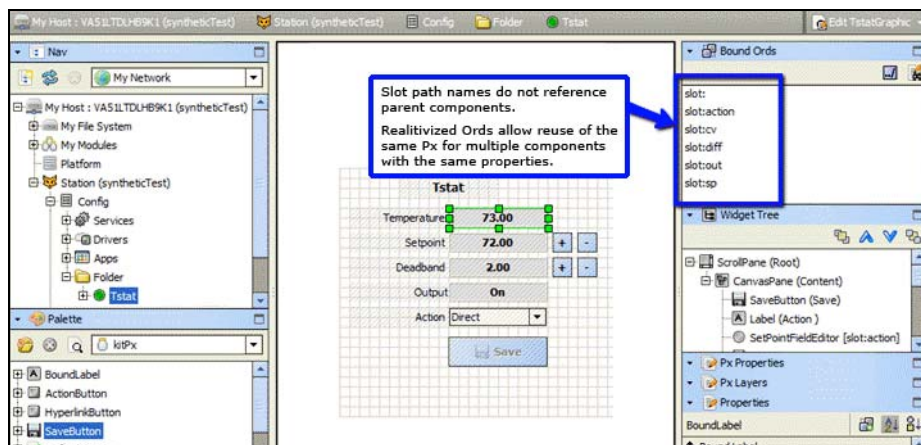 My Host : VAS1LTDLHB9K1 (syntheticTest)
Station (syntheticTest)
Config
Folder
Tstat
Edit TstatGraphic
Nav
My Network
My Host : VAS1LTDLHB9K1 (syntheticTest)
My File System
My Modules
Platform
Station (syntheticTest)
Config
Services
Drivers
Apps
Folder
Tstat
Palette
kitPx
BoundLabel
ActionButton
HyperlinkButton
SaveButton
Slot path names do not reference
parent components.
Realitivized Ords allow reuse of the
same Px for multiple components
with the same properties.
Tstat
Temperature 73.00
Setpoint 72.00 + -
Deadband 2.00 + -
Output On
Action Direct
Save
Bound Ords
slot:
slot:action
slot:cv
slot:diff
slot:out
slot:sp
Widget Tree
ScrollPane (Root)
CanvasPane (Content)
SaveButton (Save)
Label (Action )
SetPointFieldEditor [slot:action]
Px Properties
Px Layers
Properties
BoundLabel